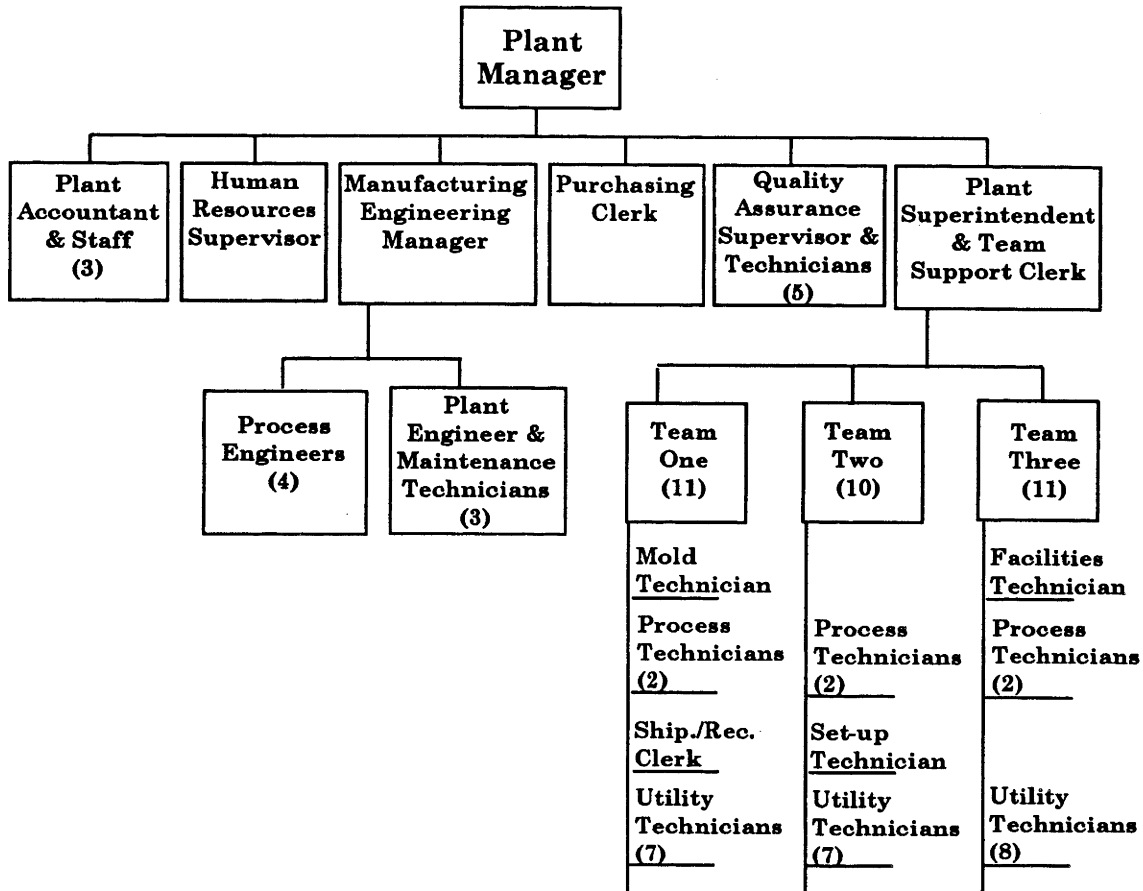 Plant
Manager
Plant
Accountant
& Staff
(3)
Human
Resources
Supervisor
Manufacturing
Engineering
Manager
Purchasing
Clerk
Quality
Assurance
Supervisor &
Technicians
(5)
Plant
Superintendent
& Team
Support Clerk
Process
Engineers
(4)
Plant
Engineer &
Maintenance
Technicians
(3)
Team
One
(11)
Team
Two
(10)
Team
Three
(11)
Mold
Technician
Process
Technicians
(2)
Ship./Rec.
Clerk
Utility
Technicians
(7)
Process
Technicians
(2)
Set-up
Technician
Utility
Technicians
(7)
Facilities
Technician
Process
Technicians
(2)
Utility
Technicians
(8)